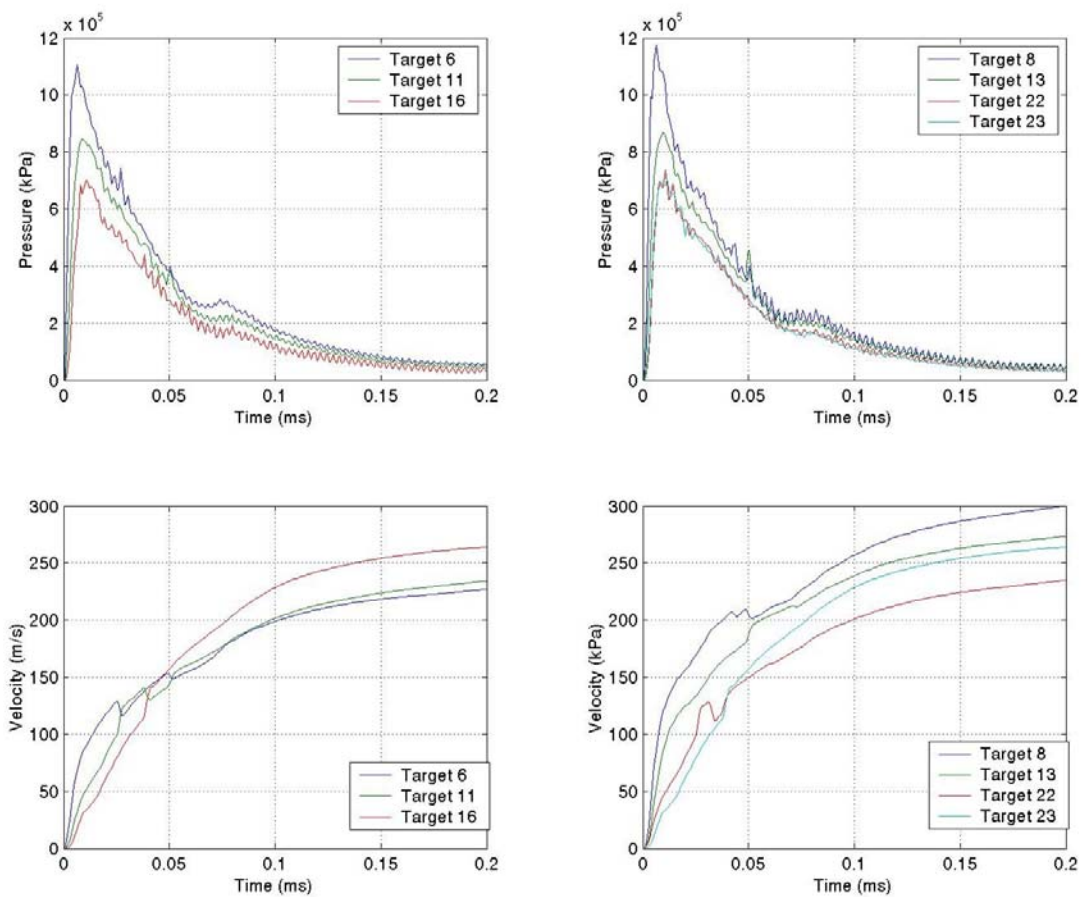 x 10⁵
12
10
8
6
4
2
0
Pressure (kPa)
Target 6
Target 11
Target 16
0 0.05 0.1 0.15 0.2
Time (ms)
x 10⁵
12
10
8
6
4
2
0
Pressure (kPa)
Target 8
Target 13
Target 22
Target 23
0 0.05 0.1 0.15 0.2
Time (ms)
300
250
200
150
100
50
0
Velocity (m/s)
Target 6
Target 11
Target 16
0 0.05 0.1 0.15 0.2
Time (ms)
300
250
200
150
100
50
0
Velocity (kPa)
Target 8
Target 13
Target 22
Target 23
0 0.05 0.1 0.15 0.2
Time (ms)